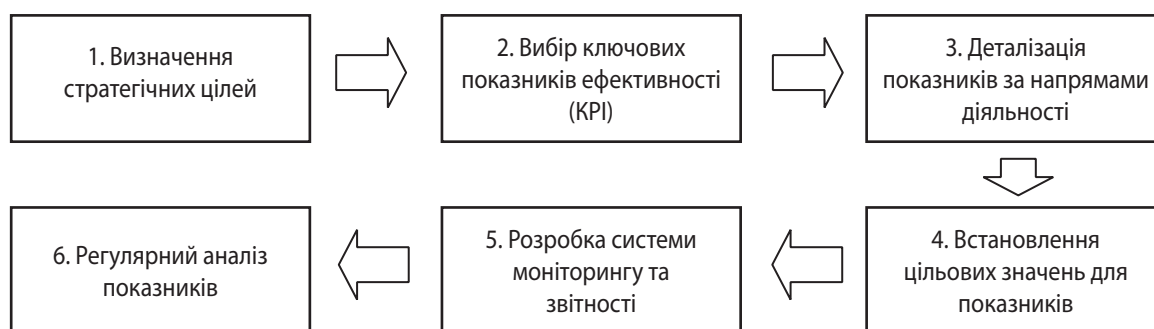 1. Визначення
стратегічних цілей
2. Вибір ключових
показників ефективності
(KPI)
3. Деталізація
показників за напрямами
діяльності
4. Встановлення
цільових значень для
показників
5. Розробка системи
моніторингу та
звітності
6. Регулярний аналіз
показників